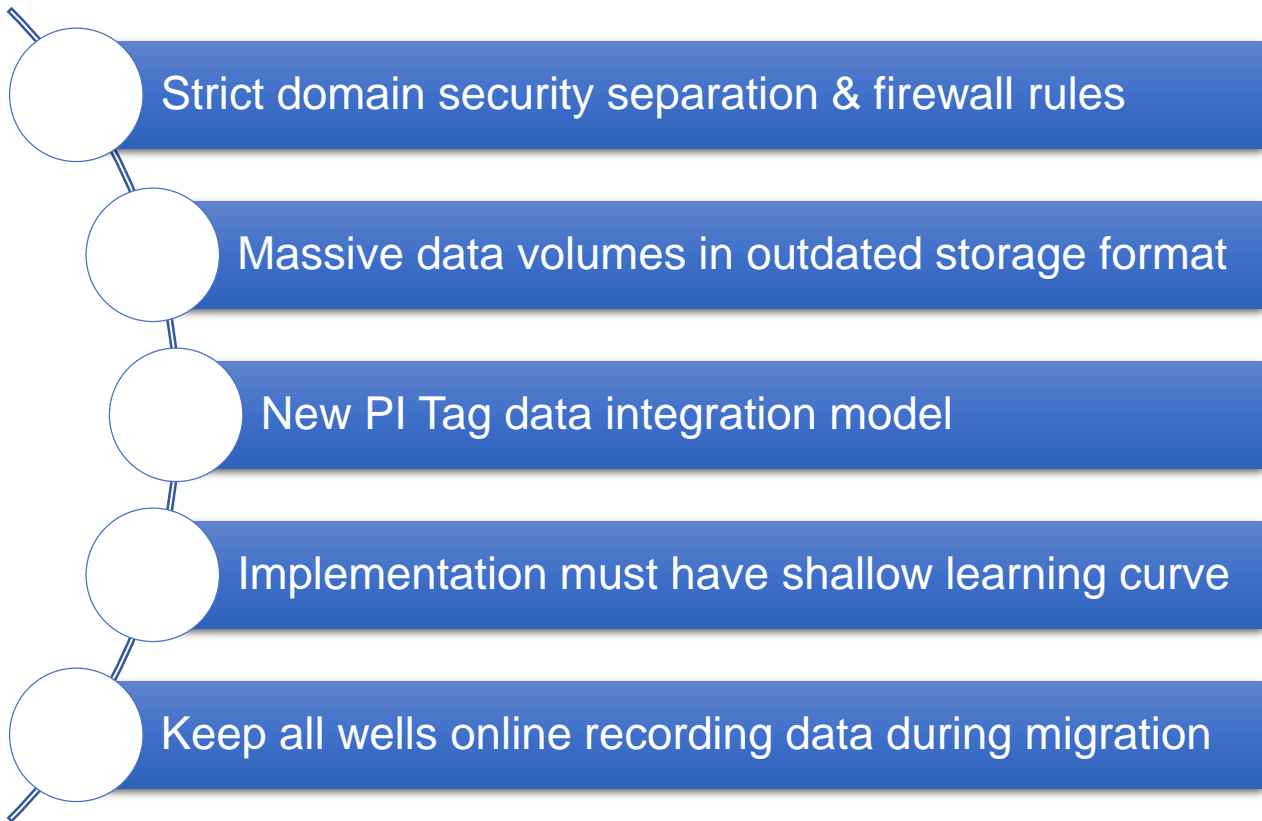 Strict domain security separation & firewall rules
Massive data volumes in outdated storage format
New PI Tag data integration model
Implementation must have shallow learning curve
Keep all wells online recording data during migration